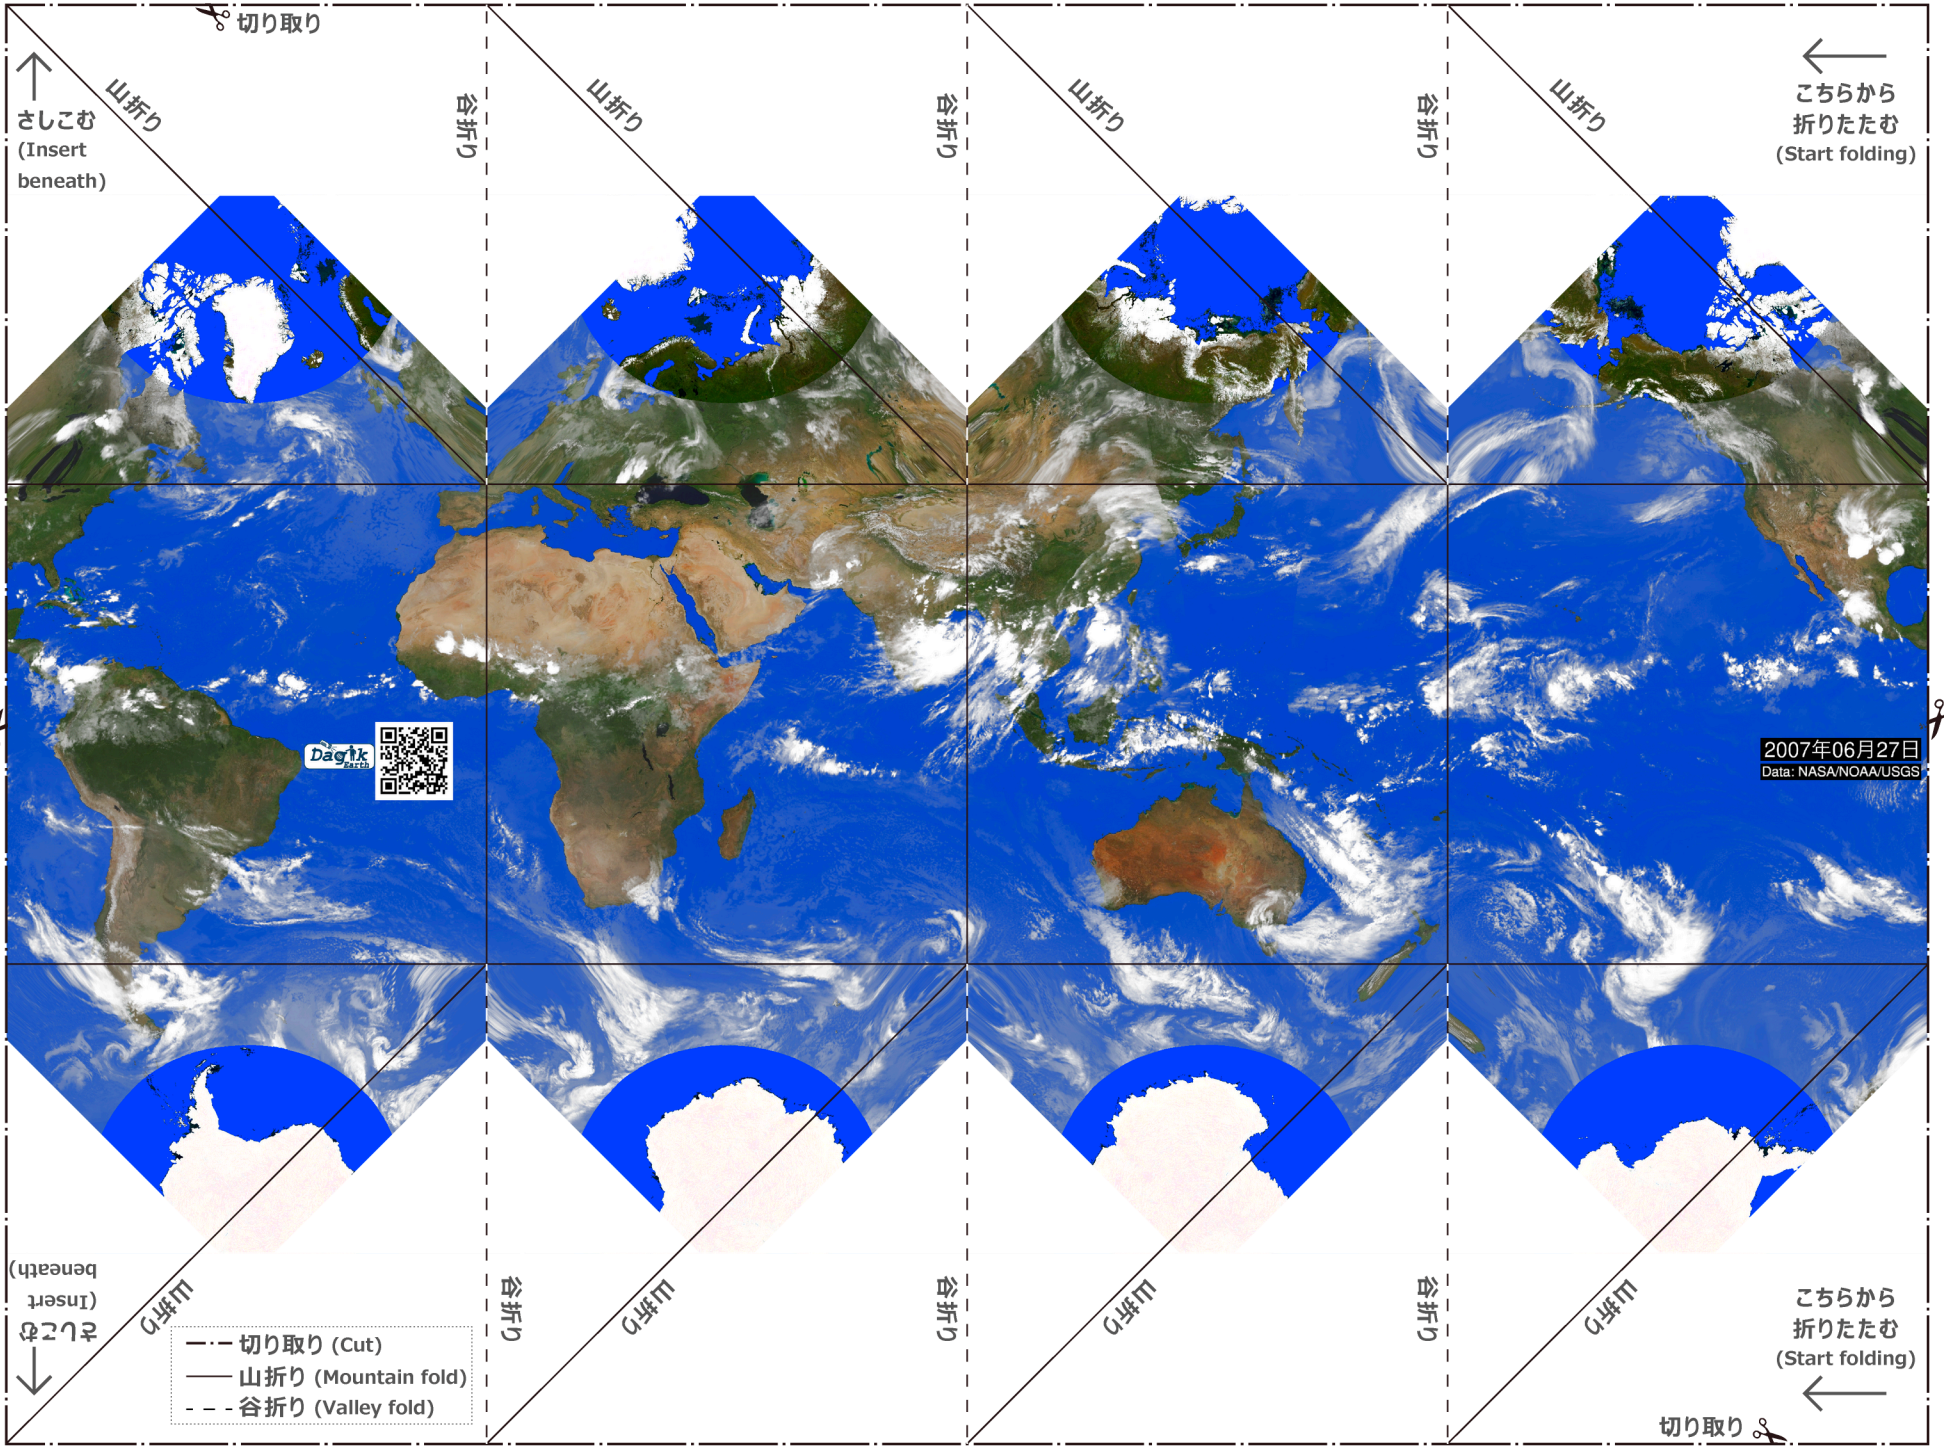 切り取り
さしこむ
(Insert
beneath)
山折り
谷折り
山折り
谷折り
山折り
谷折り
山折り
こちらから
折りたたむ
(Start folding)
Dagik
Earth
2007年06月27日
Data: NASA/NOAA/USGS
さしこむ
(Insert
beneath)
山折り
谷折り
山折り
谷折り
山折り
谷折り
山折り
こちらから
折りたたむ
(Start folding)
切り取り (Cut)
山折り (Mountain fold)
谷折り (Valley fold)
切り取り